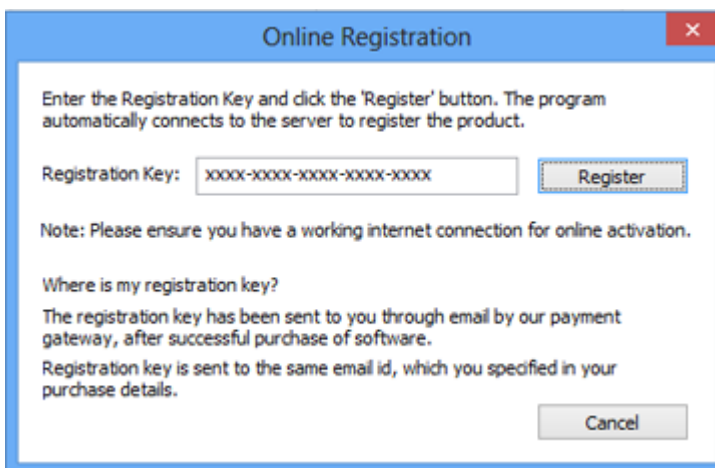 Online Registration
Enter the Registration Key and click the 'Register' button. The program
automatically connects to the server to register the product.
Registration Key: xxxx-xxxx-xxxx-xxxx-xxxx Register
Note: Please ensure you have a working internet connection for online activation.
Where is my registration key?
The registration key has been sent to you through email by our payment
gateway, after successful purchase of software.
Registration key is sent to the same email id, which you specified in your
purchase details.
Cancel